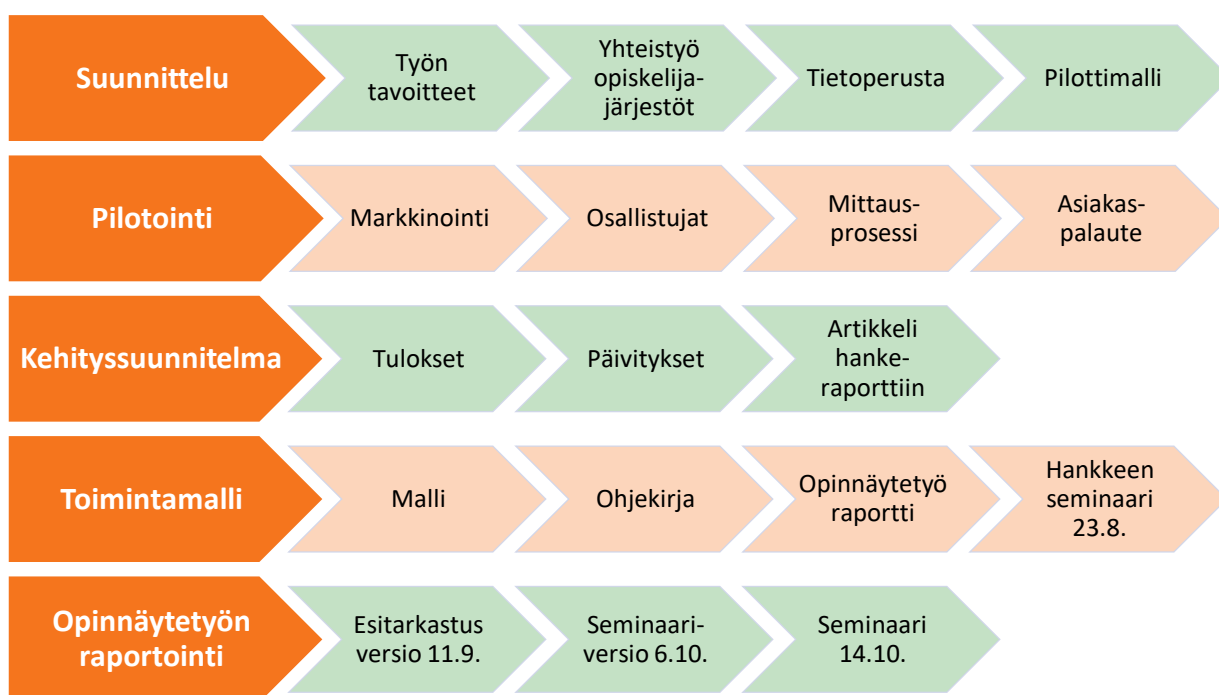 Suunnittelu
Työn
tavoitteet
Yhteistyö
opiskelija-
järjestöt
Tietoperusta
Pilottimalli
Pilotointi
Markkinointi
Osallistujat
Mittaus-
prosessi
Asiakas-
palaute
Kehityssuunnitelma
Tulokset
Päivitykset
Artikkeli
hanke-
raporttiin
Toimintamalli
Malli
Ohjekirja
Opinnäytetyö
raportti
Hankkeen
seminaari
23.8.
Opinnäytetyön
raportointi
Esitarkastus
versio 11.9.
Seminaari-
versio 6.10.
Seminaari
14.10.